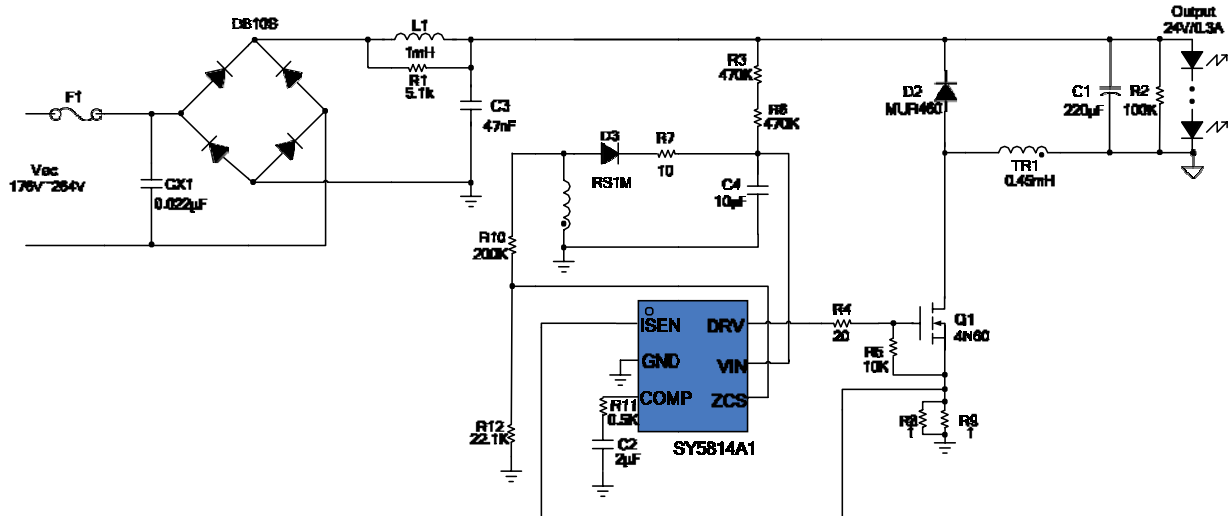 DB10S
L1
1mH
R1
5.1k
C3
47nF
F1
Vac
176V~264V
CX1
0.022µF
R3
470K
R6
470K
D3
RS1M
R7
10
C4
10µF
R10
200K
R12
22.1K
D2
MUR460
TR1
0.45mH
C1
220µF
R2
100K
Output
24V/0.3A
ISEN
GND
COMP
DRV
VIN
ZCS
SY5814A1
R11
0.5K
C2
2µF
R4
20
R5
10K
Q1
4N60
R8
1
R9
1